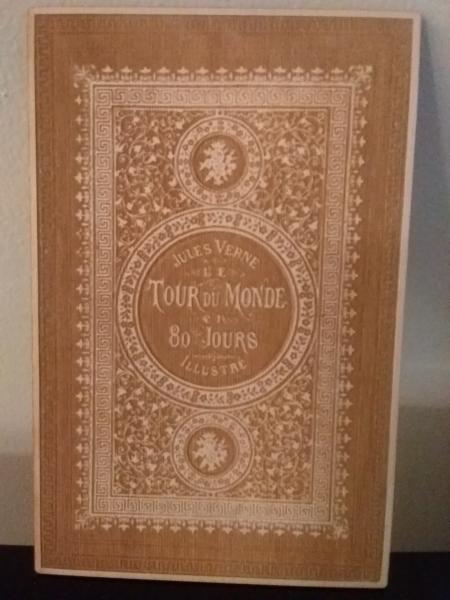 JULES VERNE
LE
TOUR DU MONDE
EN
80 JOURS
ILLUSTRÉ